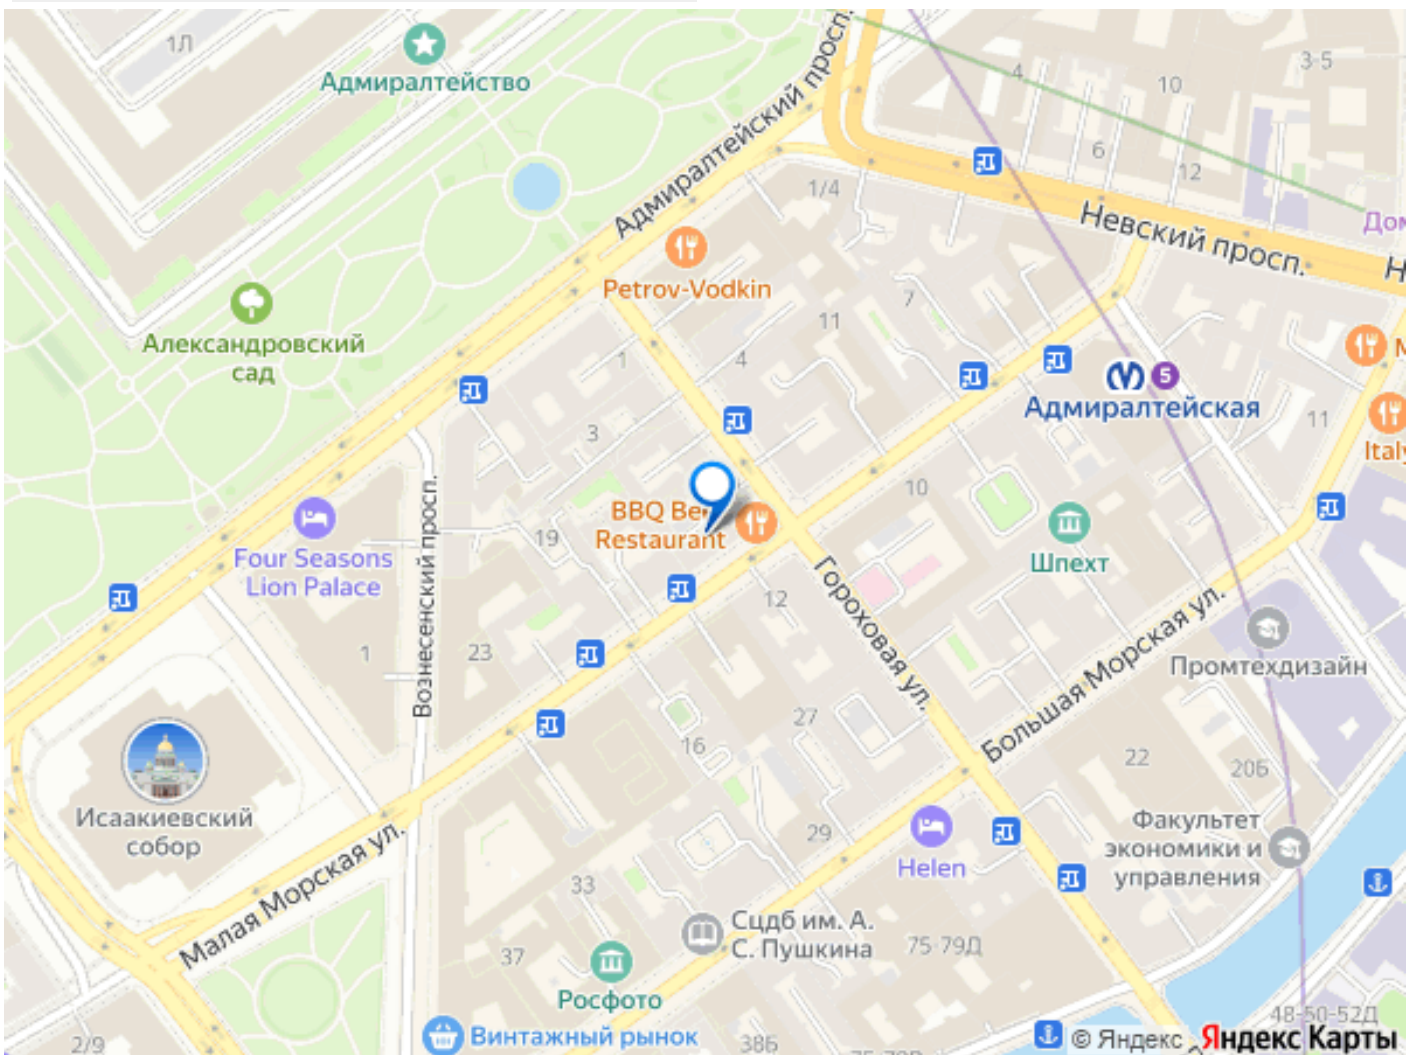 1Л
Адмиралтейство
Адмиралтейский просп.
4
3-5
10
6
12
1/4
Невский просп.
Petrov-Vodkin
7
11
Александровский
сад
1
4
5
Адмиралтейская
11
3
10
BBQ
Restaurant
19
Four Seasons
Lion Palace
Вознесенский просп.
Шпехт
12
Гороховая ул.
1
23
Большая Морская ул.
Промтехдизайн
27
16
22
20Б
Исаакиевский
собор
Малая Морская ул.
29
Helen
Факультет
экономики и
управления
33
37
Сцдб им. А.
С. Пушкина
75-79Д
Росфото
Винтажный рынок
38Б
2/9
48-50-52Д
© Яндекс
Яндекс Карты